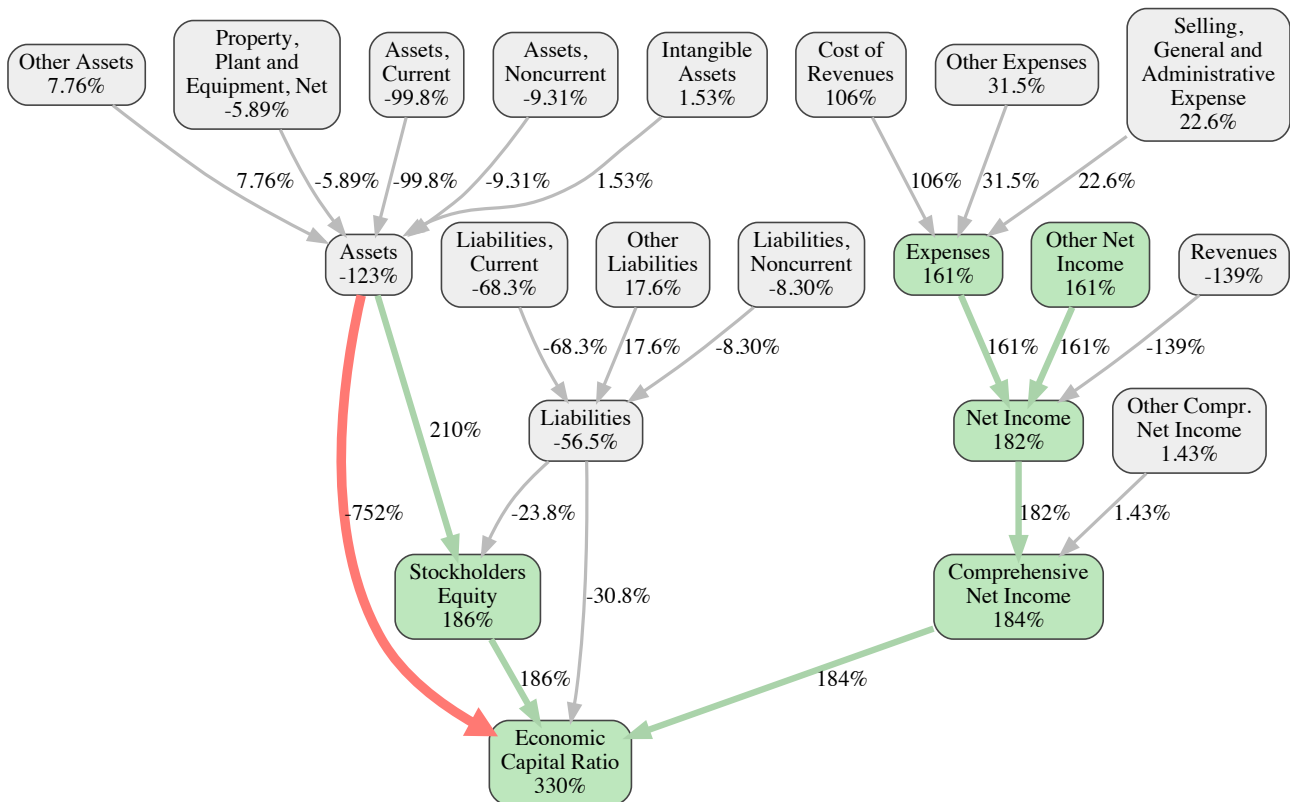 Other Assets
7.76%
Property,
Plant and
Equipment, Net
-5.89%
Assets,
Current
-99.8%
Assets,
Noncurrent
-9.31%
Intangible
Assets
1.53%
Cost of
Revenues
106%
Other Expenses
31.5%
Selling,
General and
Administrative
Expense
22.6%
7.76%
-5.89%
-99.8%
-9.31%
1.53%
106%
31.5%
22.6%
Assets
-123%
Liabilities,
Current
-68.3%
Other
Liabilities
17.6%
Liabilities,
Noncurrent
-8.30%
Expenses
161%
Other Net
Income
161%
Revenues
-139%
-68.3%
17.6%
-8.30%
161%
161%
-139%
210%
Liabilities
-56.5%
Net Income
182%
Other Compr.
Net Income
1.43%
-752%
-23.8%
182%
1.43%
Stockholders
Equity
186%
-30.8%
Comprehensive
Net Income
184%
186%
184%
Economic
Capital Ratio
330%